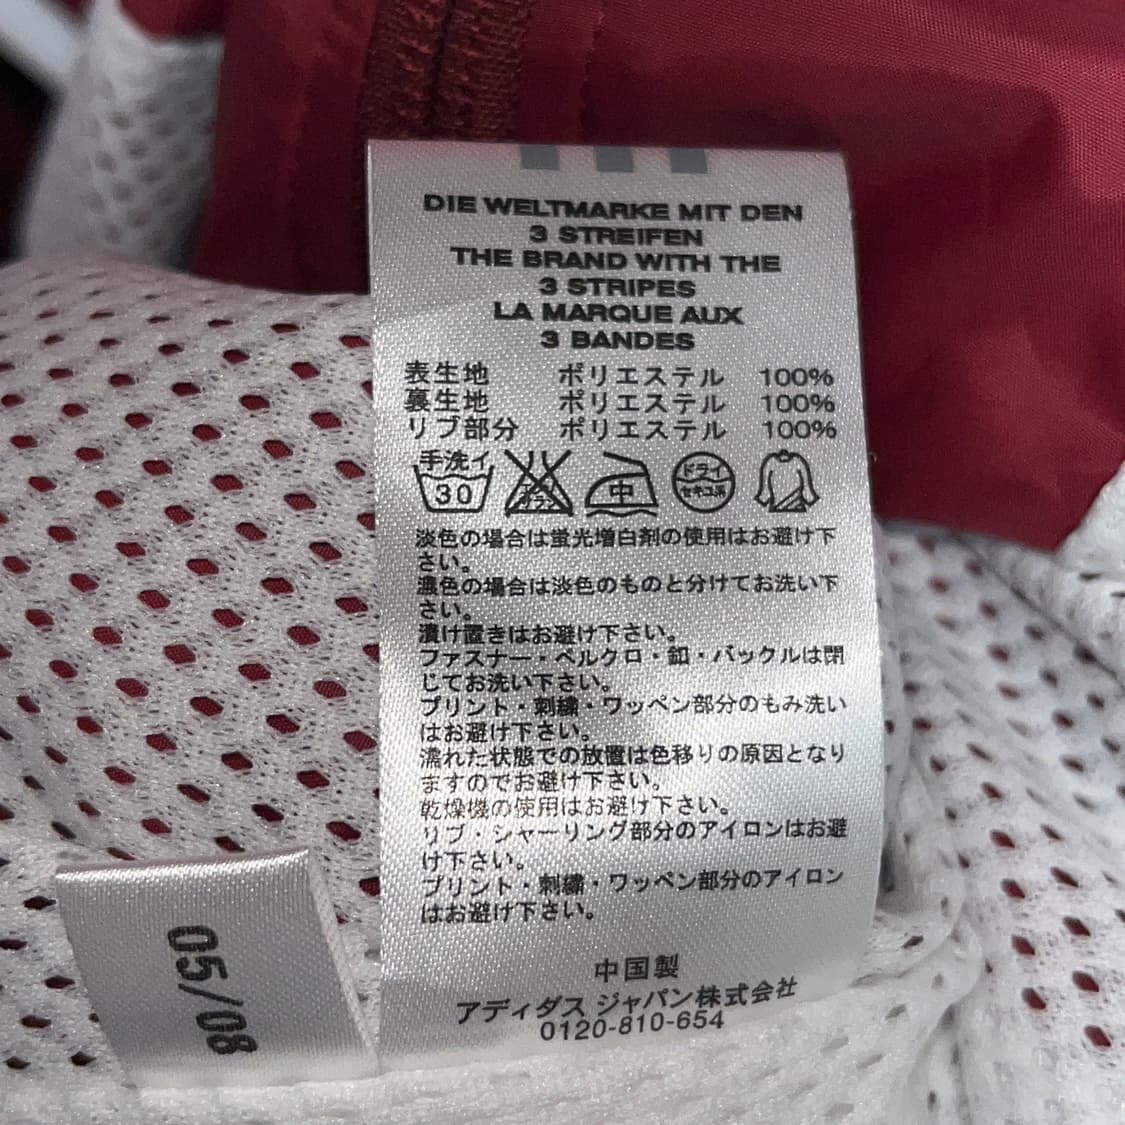 DIE WELTMARKE MIT DEN
3 STREIFEN
THE BRAND WITH THE
3 STRIPES
LA MARQUE AUX
3 BANDES
表生地 ポリエステル 100%
裏生地 ポリエステル 100%
リブ部分 ポリエステル 100%
手洗イ
30
中
ドライ
セキユ系
淡色の場合は蛍光増白剤の使用はお避け下
さい。
濃色の場合は淡色のものと分けてお洗い下
さい。
漬け置きはお避け下さい。
ファスナー・ベルクロ・釦・バックルは閉
じてお洗い下さい。
プリント・刺繍・ワッペン部分のもみ洗い
はお避け下さい。
濡れた状態での放置は色移りの原因となり
ますのでお避け下さい。
乾燥機の使用はお避け下さい。
リブ・シャーリング部分のアイロンはお避
け下さい。
プリント・刺繍・ワッペン部分のアイロン
はお避け下さい。
中国製
アディダス ジャパン株式会社
0120-810-654
05/08